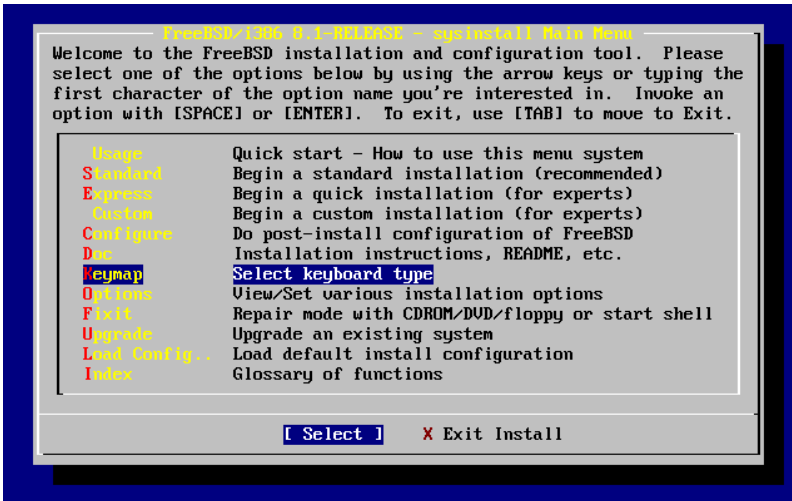 FreeBSD/i386 8.1-RELEASE - sysinstall Main Menu
Welcome to the FreeBSD installation and configuration tool.  Please
select one of the options below by using the arrow keys or typing the
first character of the option name you're interested in.  Invoke an
option with [SPACE] or [ENTER].  To exit, use [TAB] to move to Exit.
Usage Quick start - How to use this menu system
Standard Begin a standard installation (recommended)
Express Begin a quick installation (for experts)
Custom Begin a custom installation (for experts)
Configure Do post-install configuration of FreeBSD
Doc Installation instructions, README, etc.
Keymap Select keyboard type
Options View/Set various installation options
Fixit Repair mode with CDROM/DVD/floppy or start shell
Upgrade Upgrade an existing system
Load Config.. Load default install configuration
Index Glossary of functions
[ Select ] X Exit Install